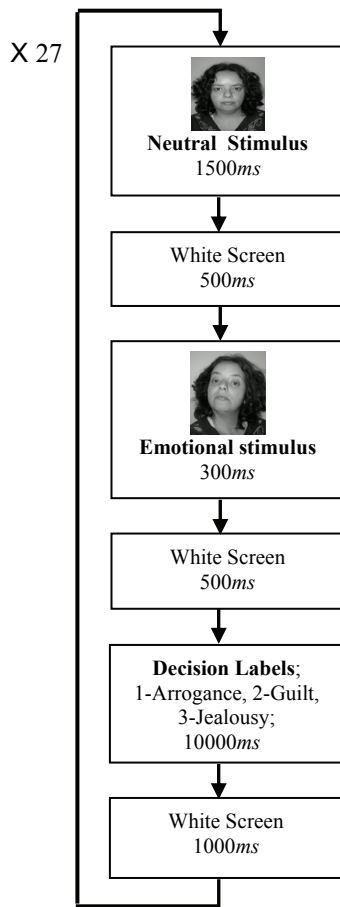 X 27
Neutral Stimulus
1500ms
White Screen
500ms
Emotional stimulus
300ms
White Screen
500ms
Decision Labels;
1-Arrogance, 2-Guilt,
3-Jealousy;
10000ms
White Screen
1000ms